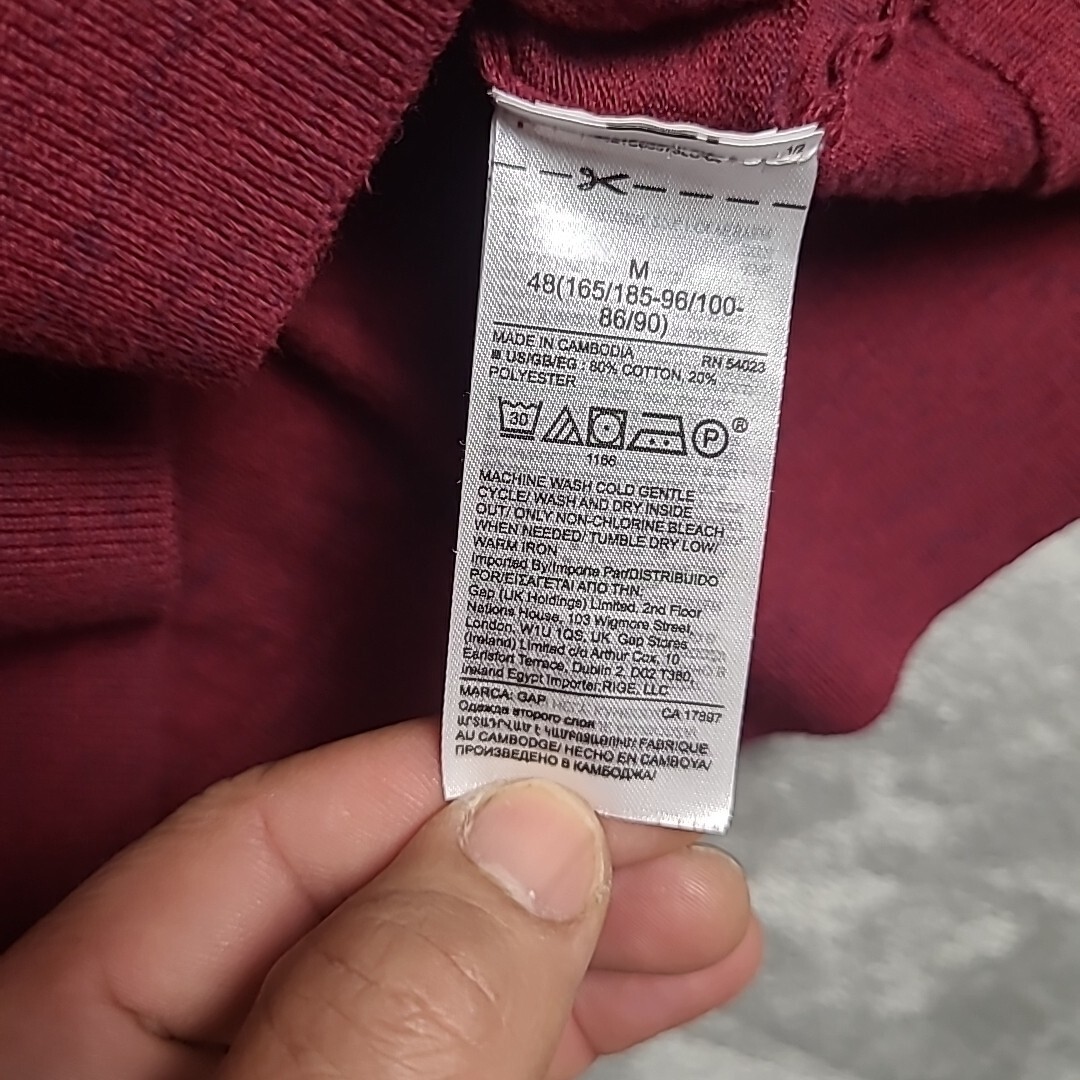 1/2
M
48(165/185-96/100-
86/90)
MADE IN CAMBODIA RN 54023
US/GB/EG : 80% COTTON, 20%
POLYESTER
30 P ®
1166
MACHINE WASH COLD GENTLE
CYCLE/ WASH AND DRY INSIDE
OUT/ ONLY NON-CHLORINE BLEACH
WHEN NEEDED/ TUMBLE DRY LOW/
WARM IRON
Imported By/Importe Par/DISTRIBUIDO
POR/ΕΙΣΑΓΕΤΑΙ ΑΠΟ ΤΗΝ:
Gap (UK Holdings) Limited, 2nd Floor
Nations House, 103 Wigmore Street,
London, W1U 1QS, UK. Gap Stores
(Ireland) Limited c/o Arthur Cox, 10
Earlsfort Terrace, Dublin 2, D02 T380,
Ireland Egypt Importer:RIGE, LLC
MARCA: GAP CA 17897
Одежда второго слоя
ԱՐՏԱԴՐՎԱԾ Է ԿԱՄԲՈՋԱՅՈՒՄ/ FABRIQUE
AU CAMBODGE/ HECHO EN CAMBOYA/
ПРОИЗВЕДЕНО В КАМБОДЖА/